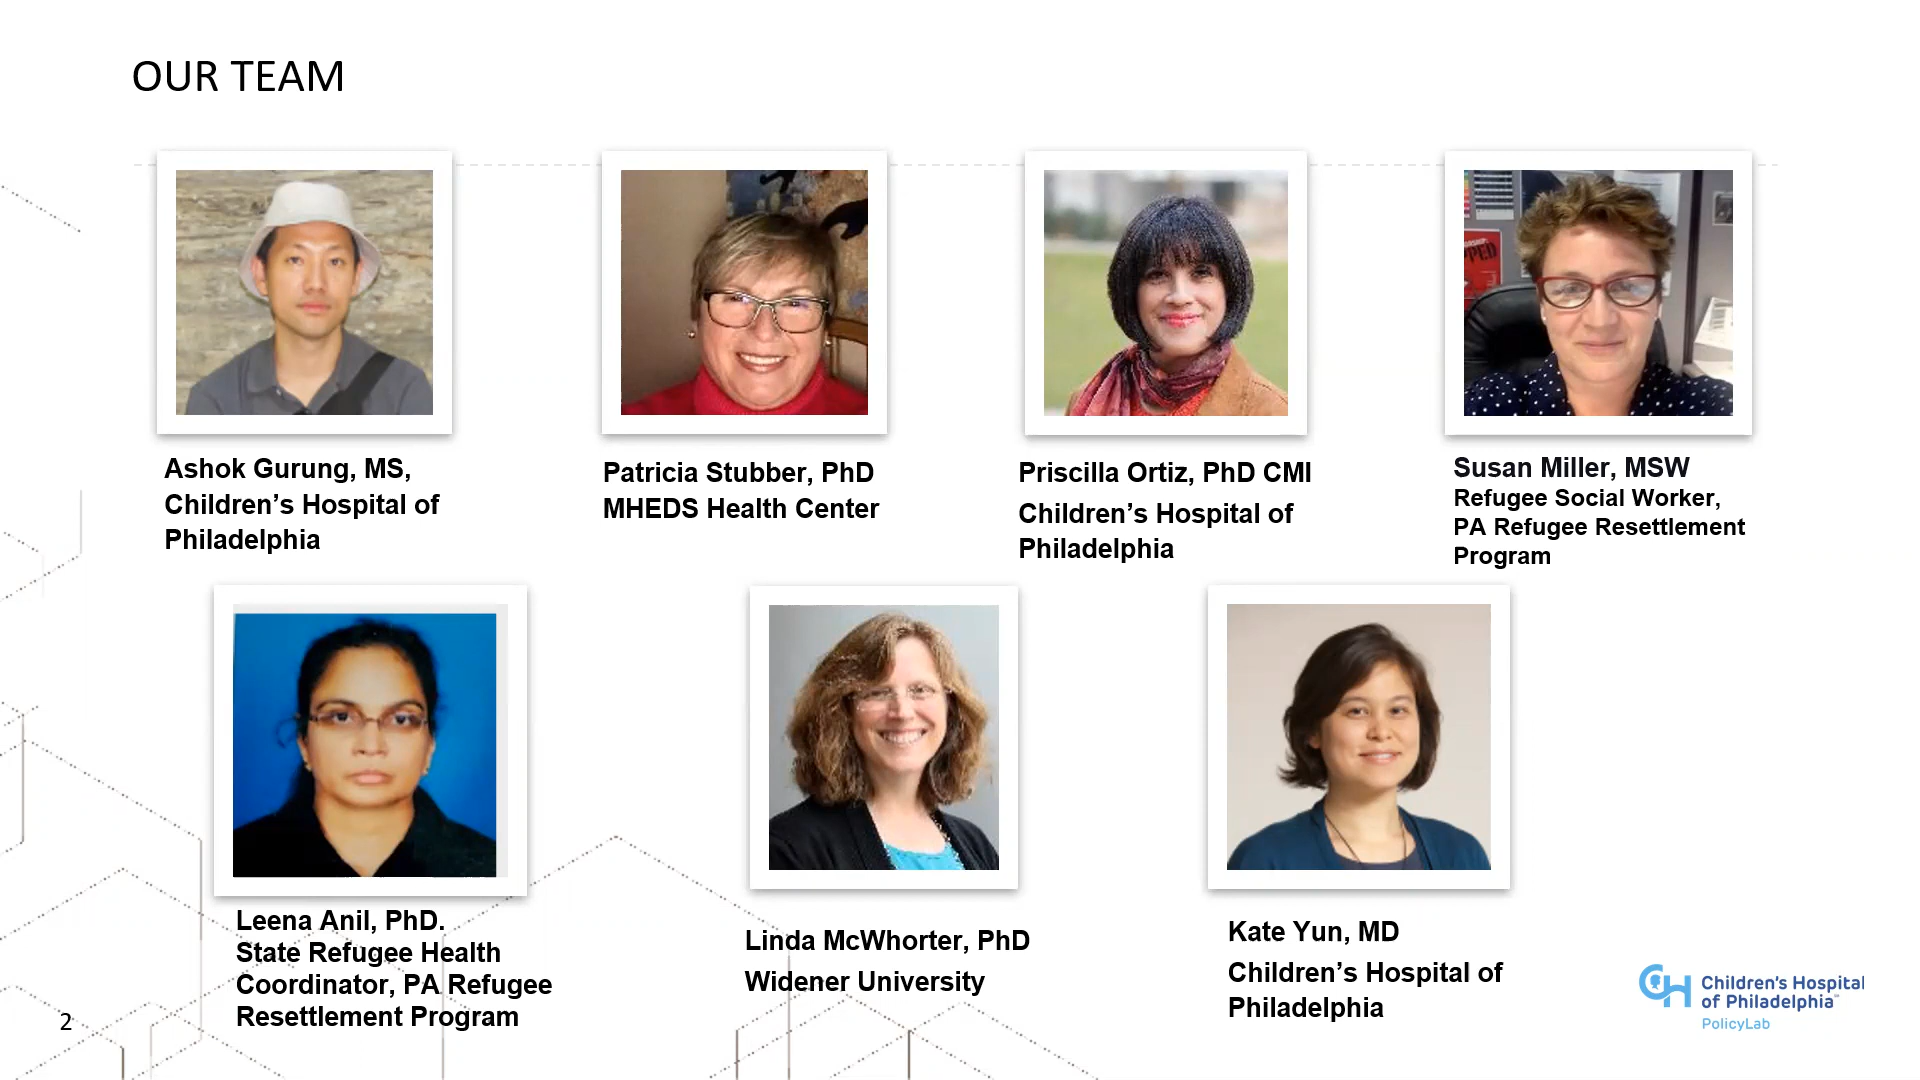 OUR TEAM
Ashok Gurung, MS,
Children’s Hospital of
Philadelphia
Patricia Stubber, PhD
MHEDS Health Center
Priscilla Ortiz, PhD CMI
Children’s Hospital of
Philadelphia
Susan Miller, MSW
Refugee Social Worker,
PA Refugee Resettlement
Program
Leena Anil, PhD.
State Refugee Health
Coordinator, PA Refugee
Resettlement Program
Linda McWhorter, PhD
Widener University
Kate Yun, MD
Children’s Hospital of
Philadelphia
2
CH
Children's Hospital
of Philadelphia
PolicyLab